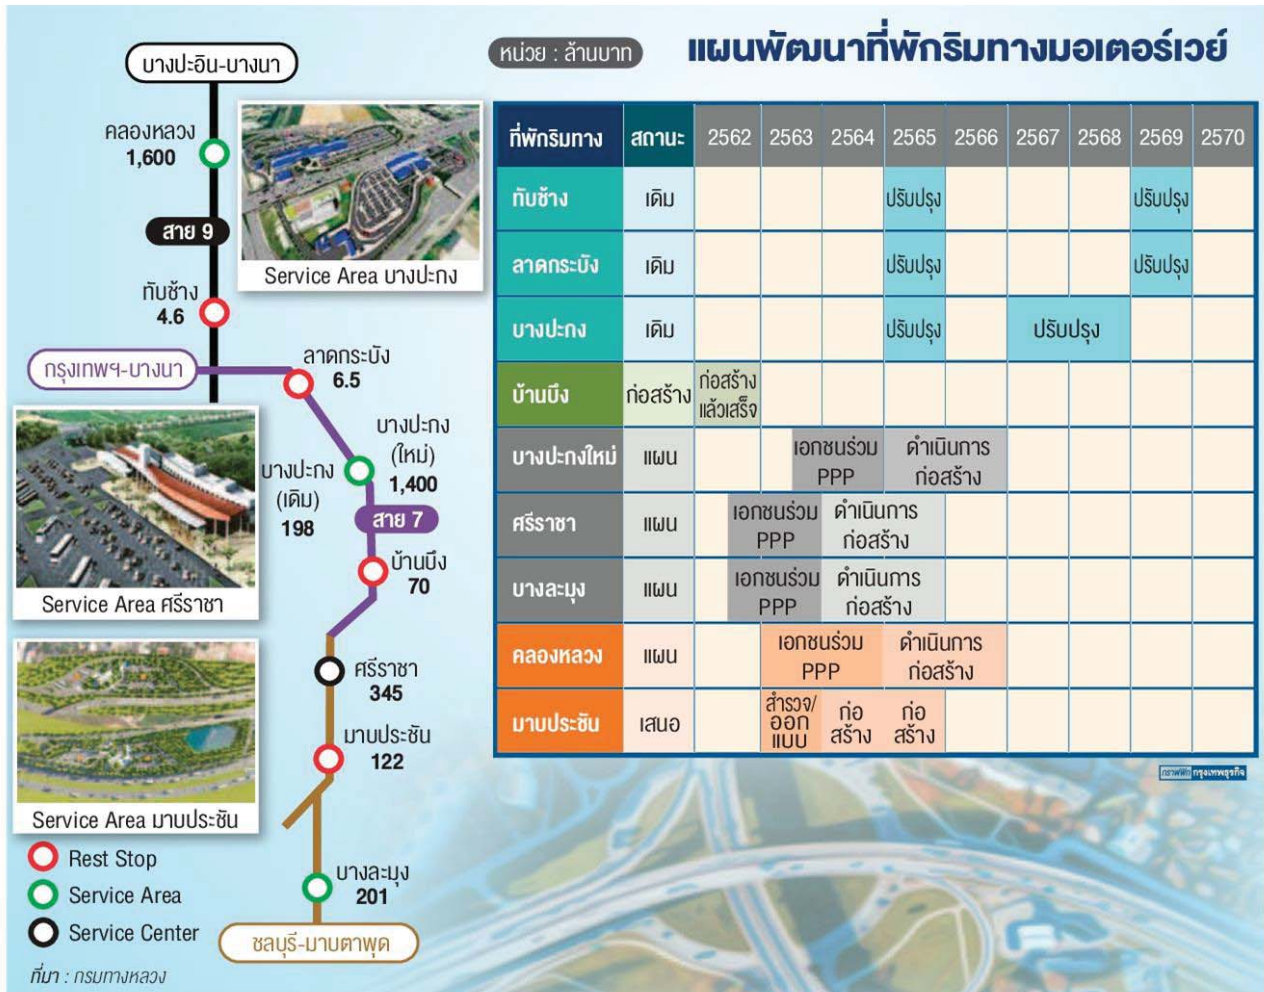 แผนพัฒนาที่พักริมทางมอเตอร์เวย์
หน่วย : ล้านบาท
บางปะอิน-บางนา
คลองหลวง
1,600
สาย 9
ทับช้าง
4.6
Service Area บางปะกง
กรุงเทพฯ-บางนา
ลาดกระบัง
6.5
บางปะกง
(ใหม่)
1,400
บางปะกง
(เดิม)
198
สาย 7
บ้านบึง
70
Service Area ศรีราชา
ศรีราชา
345
มาบประชัน
122
Service Area มาบประชัน
บางละมุง
201
ชลบุรี-มาบตาพุด
Rest Stop
Service Area
Service Center
ที่มา : กรมทางหลวง
ที่พักริมทาง สถานะ 2562 2563 2564 2565 2566 2567 2568 2569 2570
ทับช้าง เดิม ปรับปรุง ปรับปรุง
ลาดกระบัง เดิม ปรับปรุง ปรับปรุง
บางปะกง เดิม ปรับปรุง ปรับปรุง
บ้านบึง ก่อสร้าง ก่อสร้าง
แล้วเสร็จ
บางปะกงใหม่ แผน เอกชนร่วม ดำเนินการ
PPP ก่อสร้าง
ศรีราชา แผน เอกชนร่วม ดำเนินการ
PPP ก่อสร้าง
บางละมุง แผน เอกชนร่วม ดำเนินการ
PPP ก่อสร้าง
คลองหลวง แผน เอกชนร่วม ดำเนินการ
PPP ก่อสร้าง
มาบประชัน เสนอ สำรวจ/ ก่อ ก่อ
ออก สร้าง สร้าง
แบบ
กราฟฟิก กรุงเทพธุรกิจ